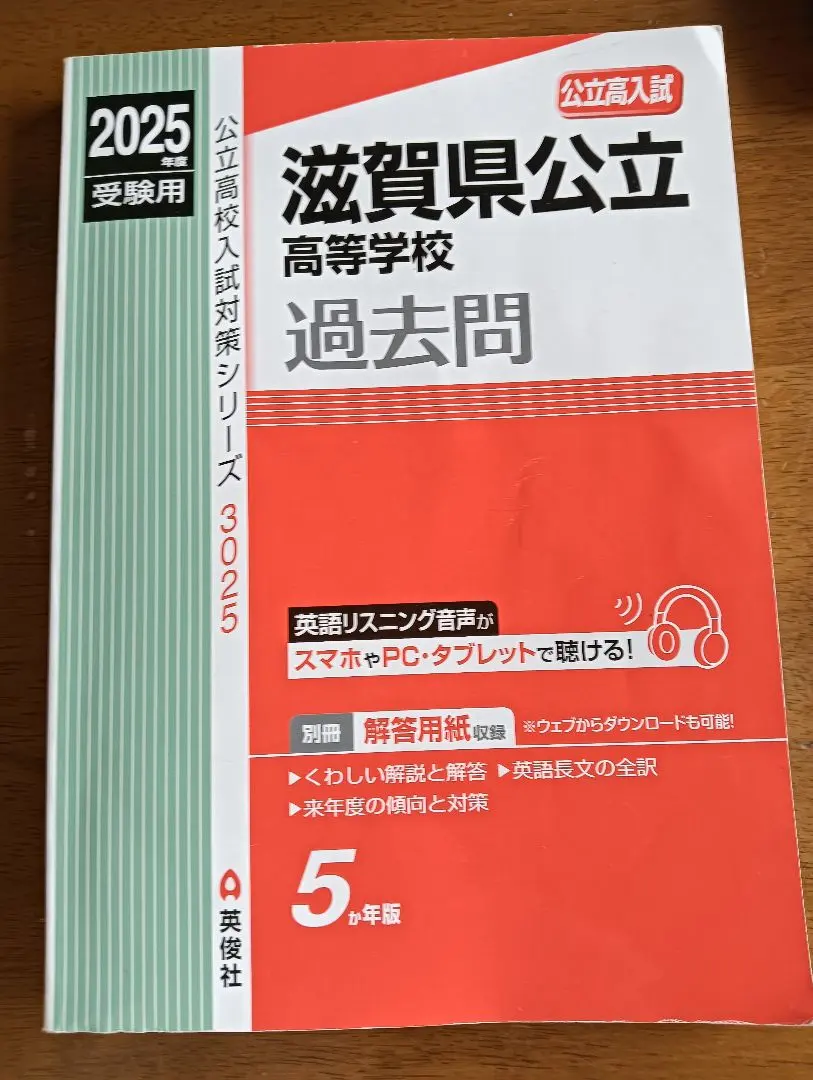 2025
年度
受験用
公立高校入試対策シリーズ 3025
英俊社
公立高入試
滋賀県公立
高等学校
過去問
英語リスニング音声が
スマホやPC・タブレットで聴ける!
別冊 解答用紙収録 ※ウェブからダウンロードも可能!
▶くわしい解説と解答 ▶英語長文の全訳
▶来年度の傾向と対策
5か年版